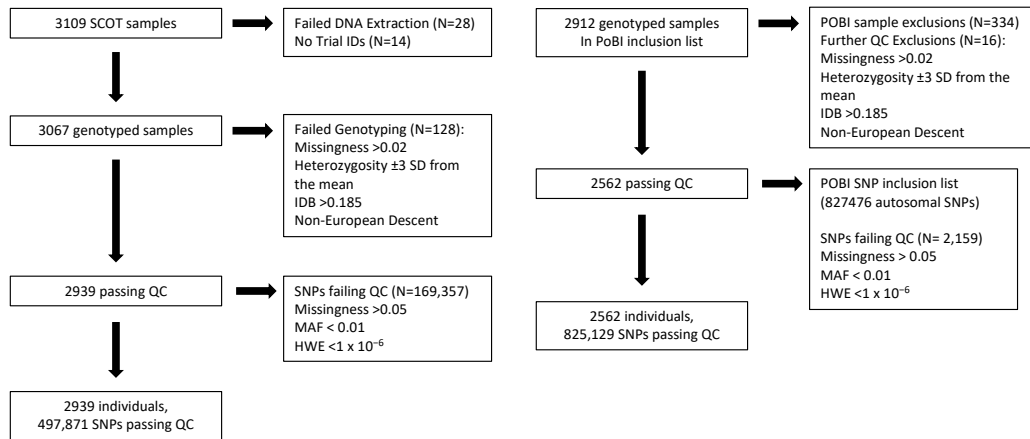 3109 SCOT samples
Failed DNA Extraction (N=28)
No Trial IDs (N=14)
3067 genotyped samples
Failed Genotyping (N=128):
Missingness >0.02
Heterozygosity ±3 SD from
the mean
IDB >0.185
Non-European Descent
2939 passing QC
SNPs failing QC (N=169,357)
Missingness >0.05
MAF < 0.01
HWE <1 x 10⁻⁶
2939 individuals,
497,871 SNPs passing QC
2912 genotyped samples
In PoBI inclusion list
POBI sample exclusions (N=334)
Further QC Exclusions (N=16):
Missingness >0.02
Heterozygosity ±3 SD from the
mean
IDB >0.185
Non-European Descent
2562 passing QC
POBI SNP inclusion list
(827476 autosomal SNPs)
SNPs failing QC (N= 2,159)
Missingness > 0.05
MAF < 0.01
HWE <1 x 10⁻⁶
2562 individuals,
825,129 SNPs passing QC